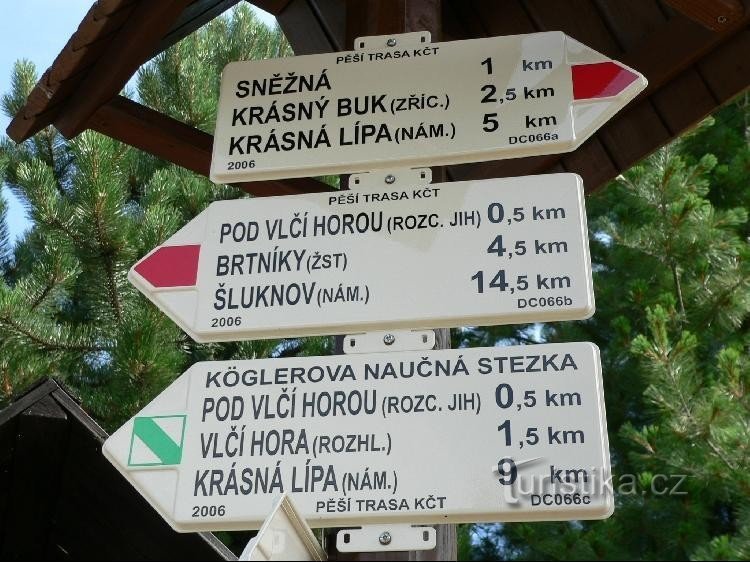 PĚŠÍ TRASA KČT
SNĚŽNÁ 1 km
KRÁSNÝ BUK (ZŘÍC.) 2,5 km
KRÁSNÁ LÍPA (NÁM.) 5 km
2006 DC066a
PĚŠÍ TRASA KČT
POD VLČÍ HOROU (ROZC. JIH) 0,5 km
BRTNÍKY (ŽST) 4,5 km
ŠLUKNOV (NÁM.) 14,5 km
2006 DC066b
KÖGLEROVA NAUČNÁ STEZKA
POD VLČÍ HOROU (ROZC. JIH) 0,5 km
VLČÍ HORA (ROZHL.) 1,5 km
KRÁSNÁ LÍPA (NÁM.) 9 km
2006 PĚŠÍ TRASA KČT DC066c
turistika.cz